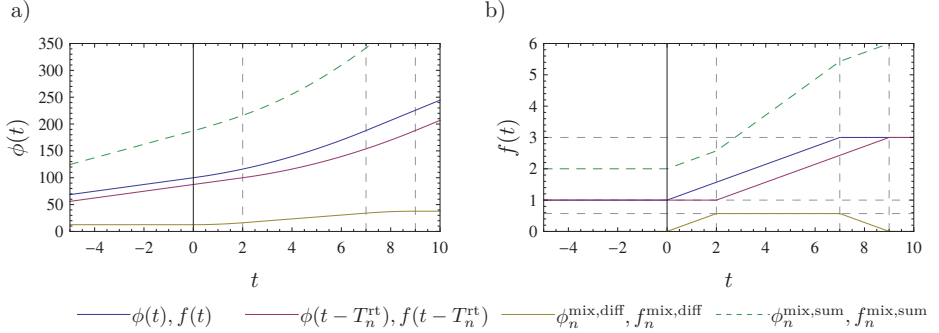 a)
b)
ϕ(t)
350
300
250
200
150
100
50
0
−4 −2 0 2 4 6 8 10
t
f(t)
6
5
4
3
2
1
0
−4 −2 0 2 4 6 8 10
t
ϕ(t), f(t) ϕ(t − T_n^rt), f(t − T_n^rt) ϕ_n^mix,diff, f_n^mix,diff ϕ_n^mix,sum, f_n^mix,sum